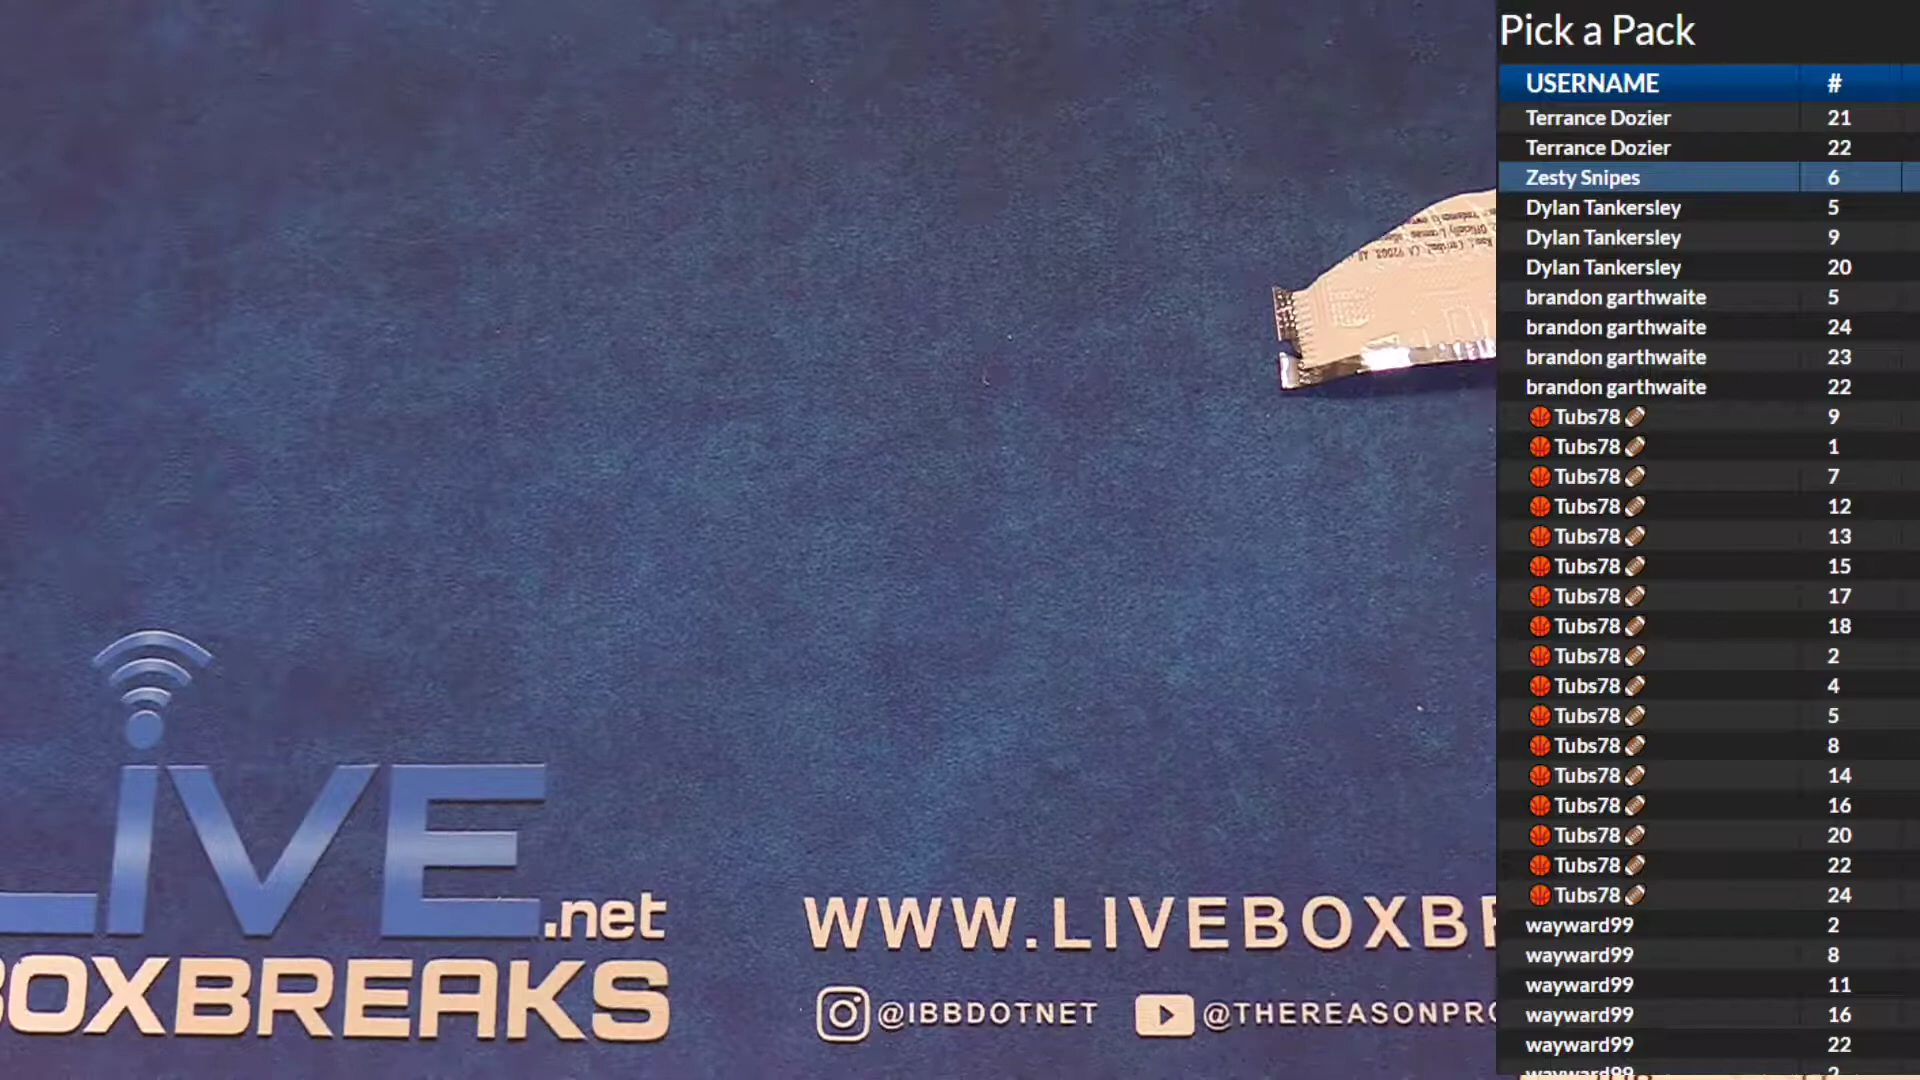 Pick a Pack
USERNAME #
Terrance Dozier 21
Terrance Dozier 22
Zesty Snipes 6
Dylan Tankersley 5
Dylan Tankersley 9
Dylan Tankersley 20
brandon garthwaite 5
brandon garthwaite 24
brandon garthwaite 23
brandon garthwaite 22
🏀 Tubs78 🏈 9
🏀 Tubs78 🏈 1
🏀 Tubs78 🏈 7
🏀 Tubs78 🏈 12
🏀 Tubs78 🏈 13
🏀 Tubs78 🏈 15
🏀 Tubs78 🏈 17
🏀 Tubs78 🏈 18
🏀 Tubs78 🏈 2
🏀 Tubs78 🏈 4
🏀 Tubs78 🏈 5
🏀 Tubs78 🏈 8
🏀 Tubs78 🏈 14
🏀 Tubs78 🏈 16
🏀 Tubs78 🏈 20
🏀 Tubs78 🏈 22
🏀 Tubs78 🏈 24
wayward99 2
wayward99 8
wayward99 11
wayward99 16
wayward99 22
wayward99 2
LIVE
.net
BOXBREAKS
WWW.LIVEBOXB
@IBBDOTNET @THEREASONPR